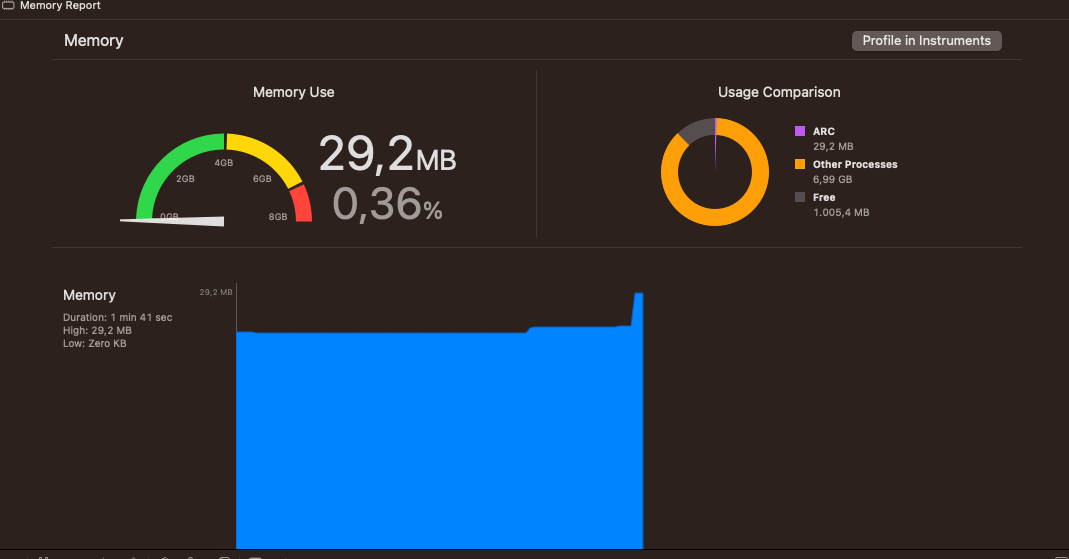 Memory Report
Memory
Profile in Instruments
Memory Use
0GB
2GB
4GB
6GB
8GB
29,2MB
0,36%
Usage Comparison
ARC
29,2 MB
Other Processes
6,99 GB
Free
1.005,4 MB
Memory
Duration: 1 min 41 sec
High: 29,2 MB
Low: Zero KB
29,2 MB